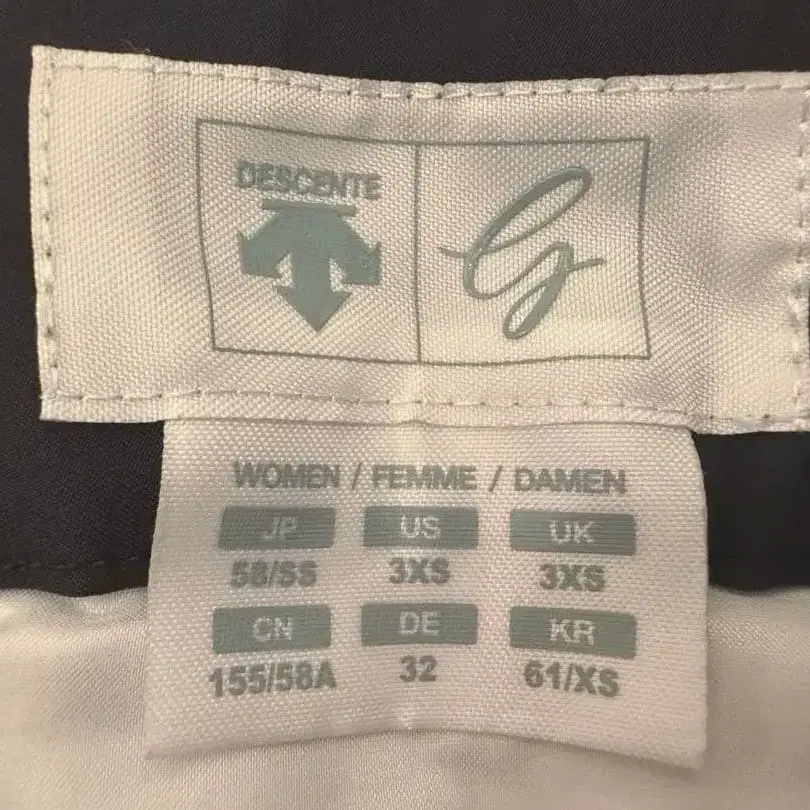 DESCENTE
G
WOMEN / FEMME / DAMEN
JP US UK
58/SS 3XS 3XS
CN DE KR
155/58A 32 61/XS